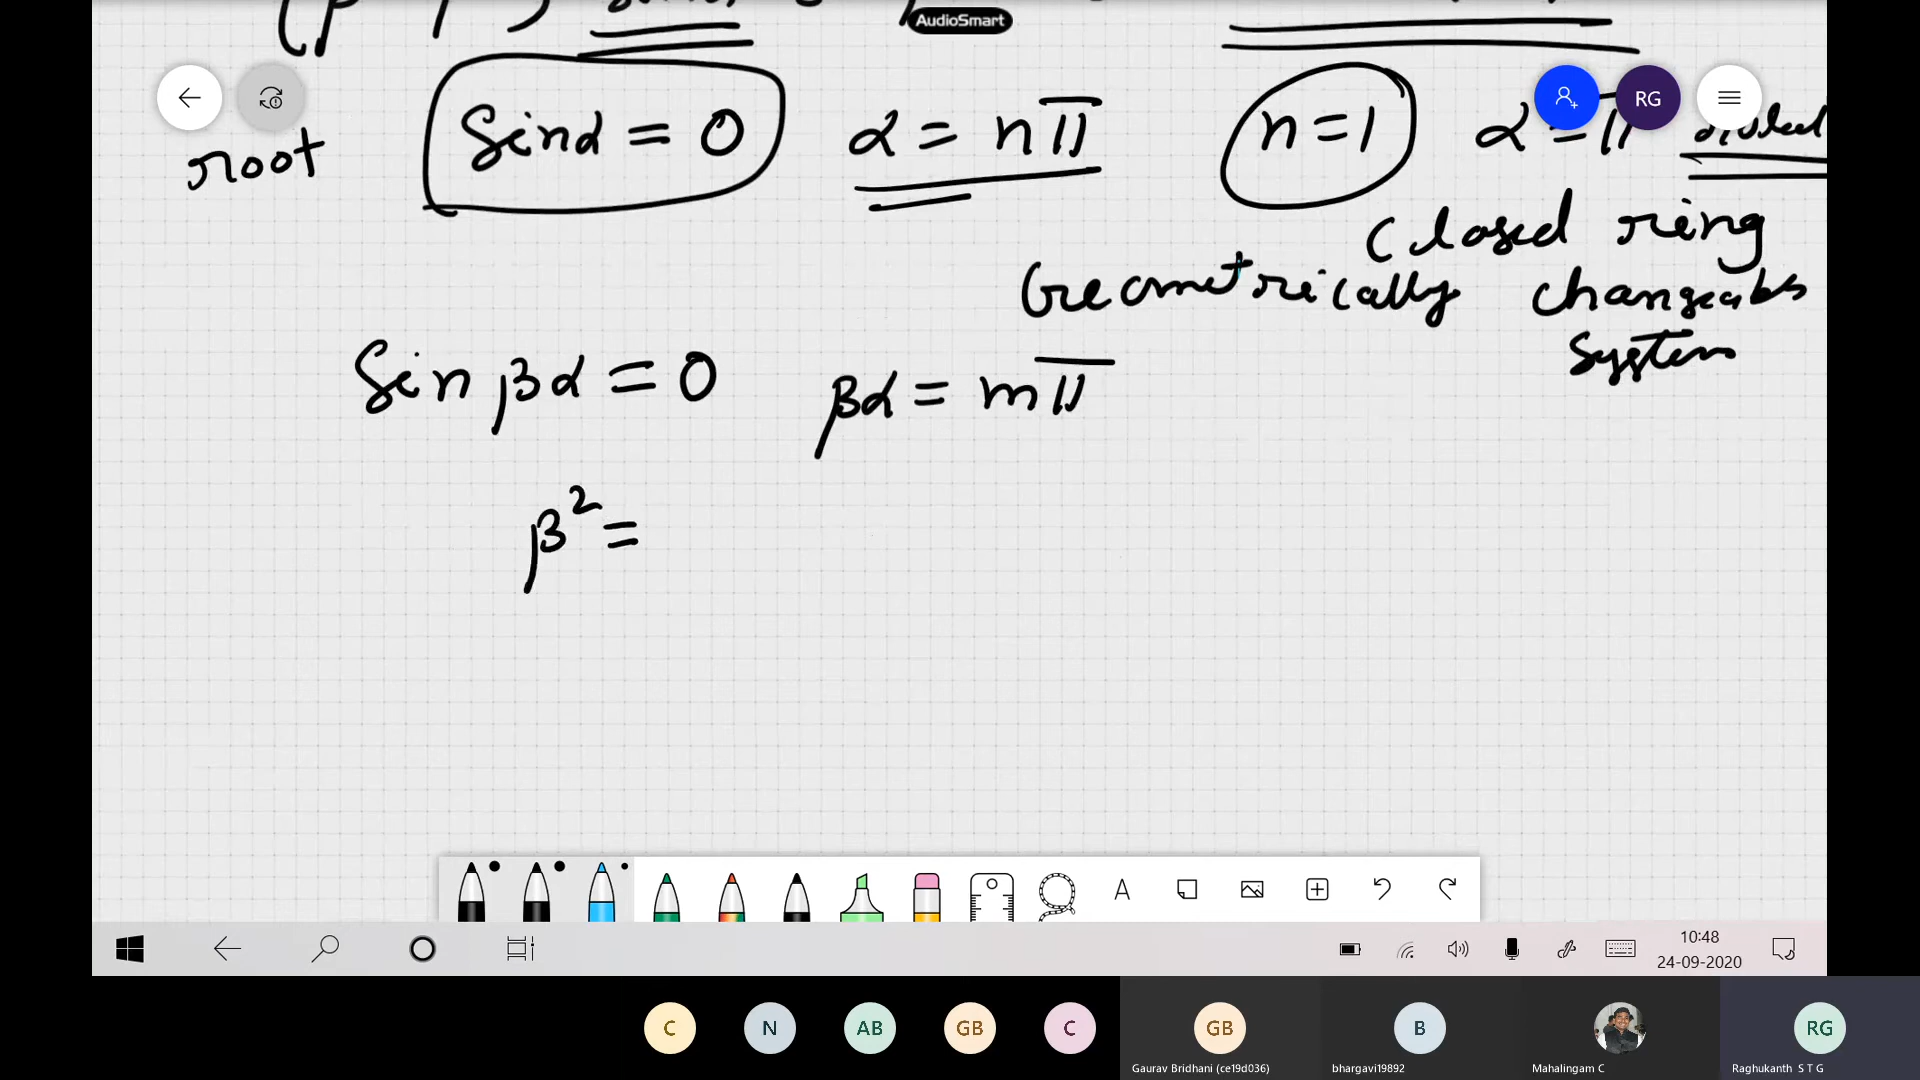 AudioSmart
root Sinα = 0 α = nπ n = 1 α = π
RG
Closed ring
Geometrically changeable
System
Sin βα = 0 βα = mπ
β² =
A
10:48
24-09-2020
C N AB GB C GB B RG
Gaurav Bridhani (ce19d036) bhargavi19892 Mahalingam C Raghukanth S T G